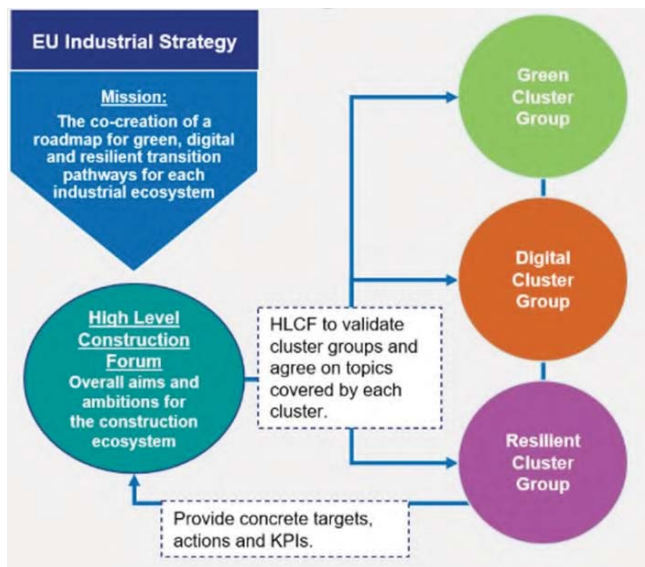 EU Industrial Strategy
Mission:
The co-creation of a
roadmap for green, digital
and resilient transition
pathways for each
industrial ecosystem
High Level
Construction
Forum
Overall aims and
ambitions for
the construction
ecosystem
HLCF to validate
cluster groups and
agree on topics
covered by each
cluster.
Green
Cluster
Group
Digital
Cluster
Group
Resilient
Cluster
Group
Provide concrete targets,
actions and KPIs.